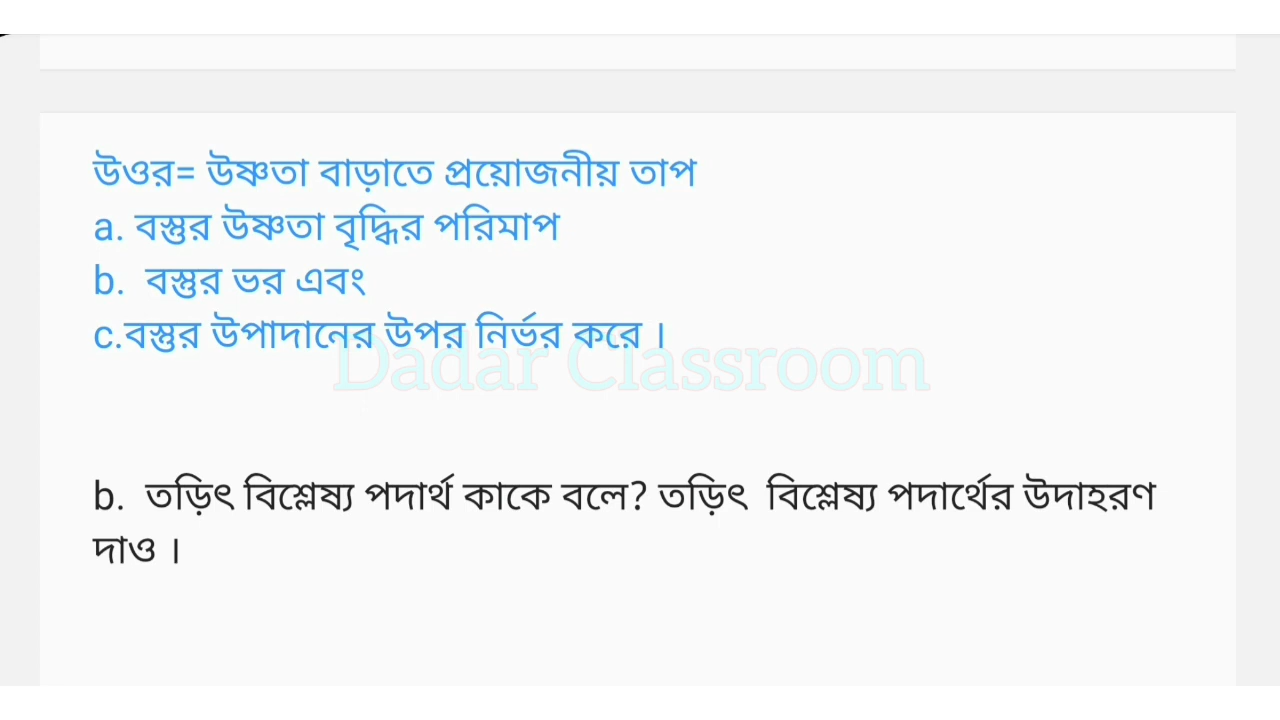 উওর= উষ্ণতা বাড়াতে প্রয়োজনীয় তাপ
a. বস্তুর উষ্ণতা বৃদ্ধির পরিমাপ
b. বস্তুর ভর এবং
c.বস্তুর উপাদানের উপর নির্ভর করে।
Dadar Classroom
b. তড়িৎ বিশ্লেষ্য পদার্থ কাকে বলে? তড়িৎ বিশ্লেষ্য পদার্থের উদাহরণ
দাও।